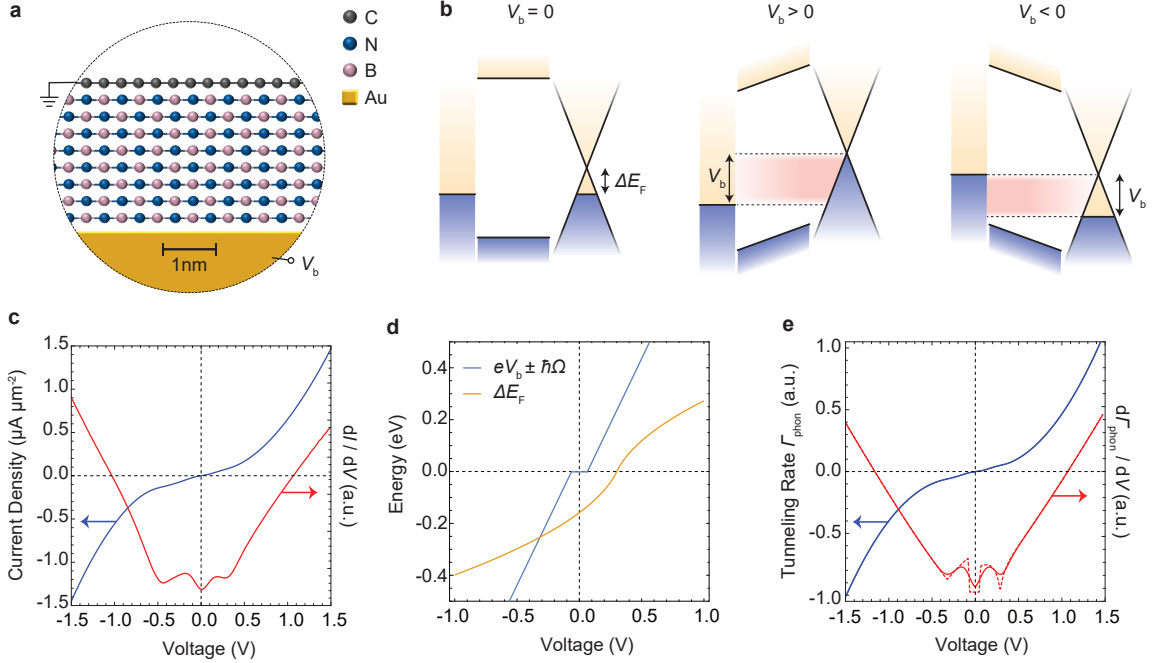 a
C
N
B
Au
1nm
V_b
b
V_b = 0
V_b > 0
V_b < 0
ΔE_F
V_b
V_b
c
Current Density (μA μm⁻²)
1.5
1.0
0.5
0.0
-0.5
-1.0
-1.5
-1.5 -1.0 -0.5 0.0 0.5 1.0 1.5
Voltage (V)
dI / dV (a.u.)
d
Energy (eV)
0.4
0.2
0.0
-0.2
-0.4
eV_b ± ħΩ
ΔE_F
-1.0 -0.5 0.0 0.5 1.0
Voltage (V)
e
Tunneling Rate Γ_phon (a.u.)
1.0
0.5
0.0
-0.5
-1.0
-1.5 -1.0 -0.5 0.0 0.5 1.0 1.5
Voltage (V)
dΓ_phon / dV (a.u.)